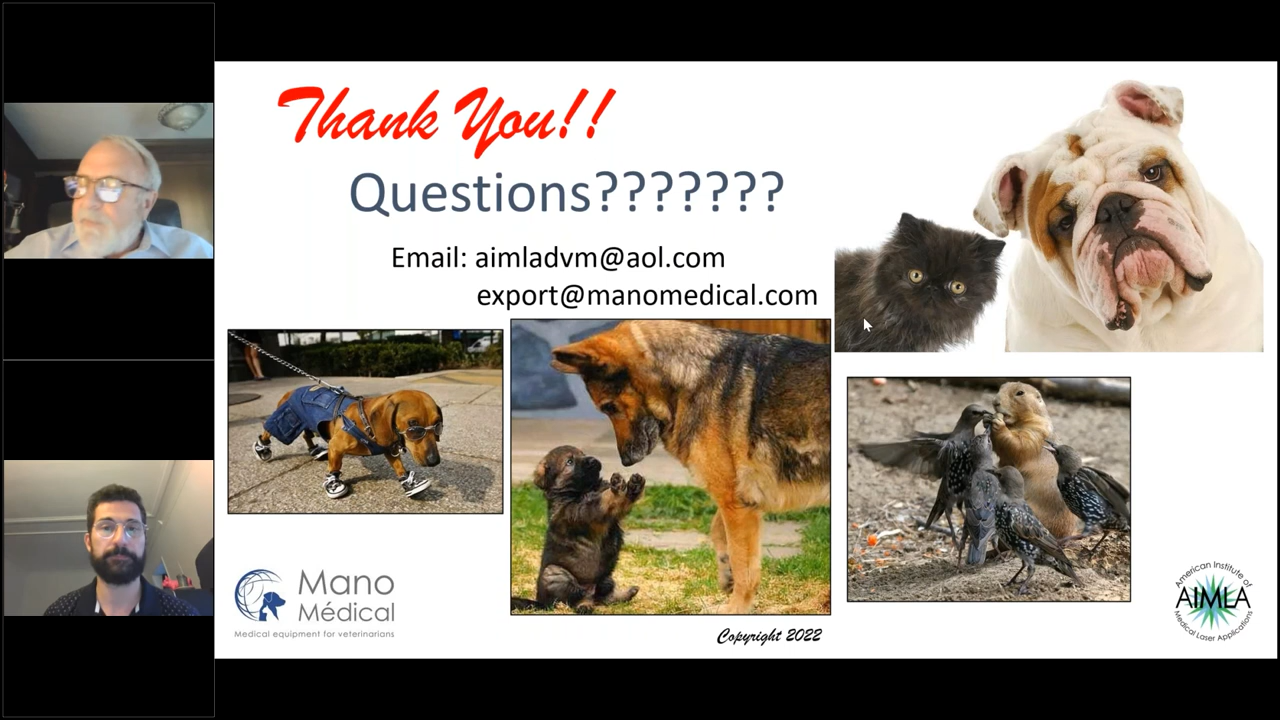 Thank You!!
Questions???????
Email: aimladvm@aol.com
export@manomedical.com
Mano
Médical
Medical equipment for veterinarians
Copyright 2022
American Institute of
AIMLA
Medical Laser Applications